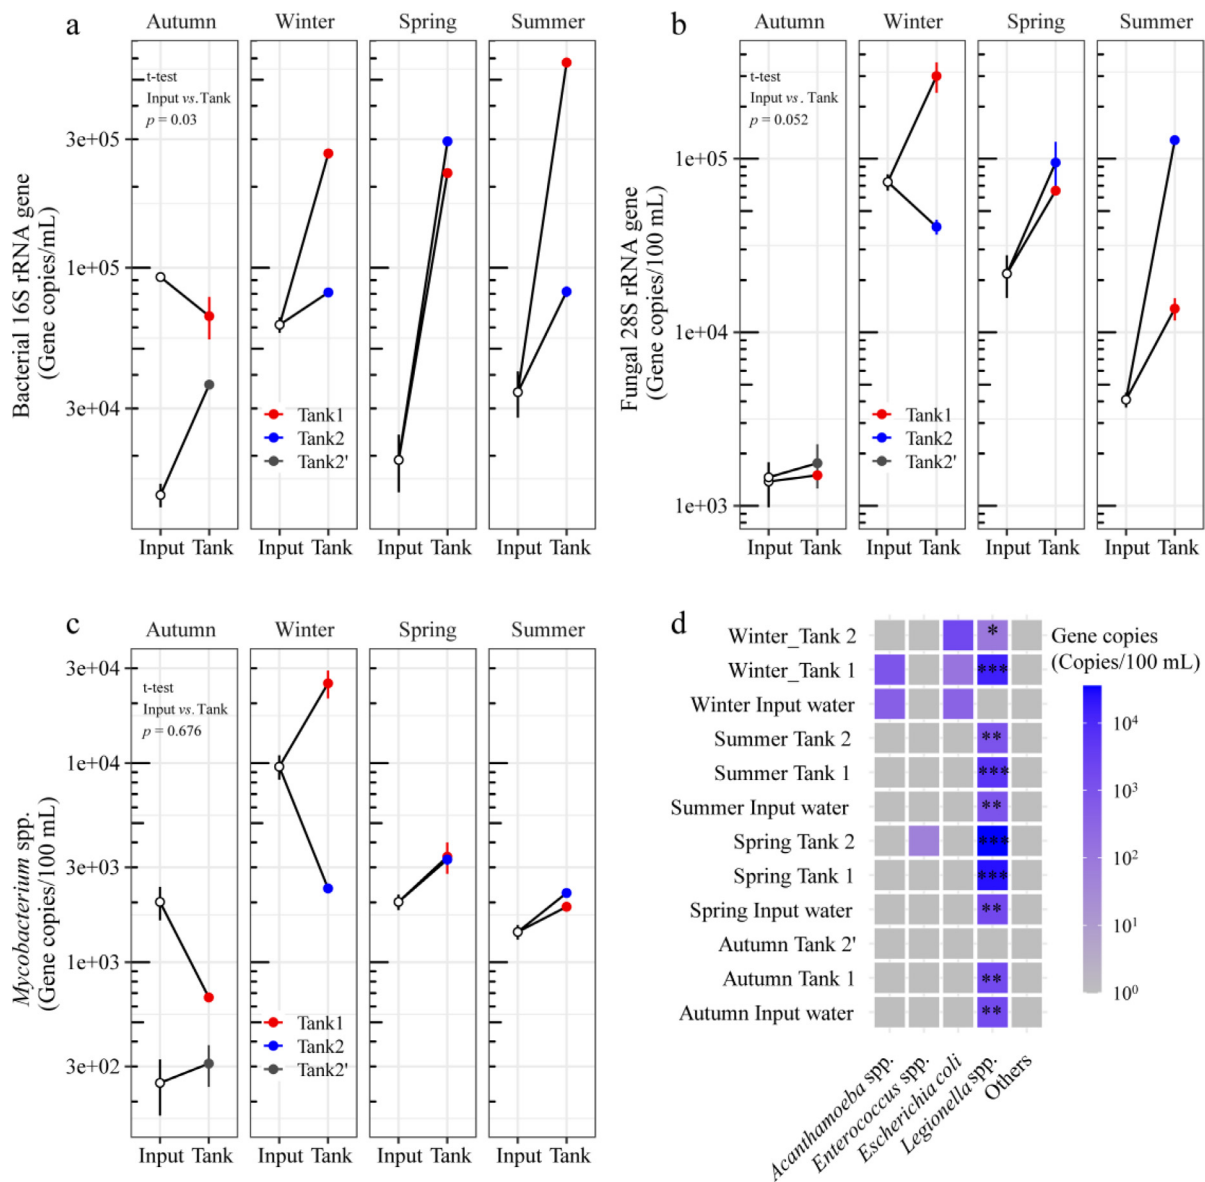 a
Autumn
Winter
Spring
Summer
t-test
Input vs. Tank
p = 0.03
3e+05
1e+05
3e+04
Bacterial 16S rRNA gene
(Gene copies/mL)
Tank1
Tank2
Tank2'
Input Tank
Input Tank
Input Tank
Input Tank
b
Autumn
Winter
Spring
Summer
t-test
Input vs. Tank
p = 0.052
1e+05
1e+04
1e+03
Fungal 28S rRNA gene
(Gene copies/100 mL)
Tank1
Tank2
Tank2'
Input Tank
Input Tank
Input Tank
Input Tank
c
Autumn
Winter
Spring
Summer
t-test
Input vs. Tank
p = 0.676
3e+04
1e+04
3e+03
1e+03
3e+02
Mycobacterium spp.
(Gene copies/100 mL)
Tank1
Tank2
Tank2'
Input Tank
Input Tank
Input Tank
Input Tank
d
Winter_Tank 2
*
Winter_Tank 1
***
Winter Input water
Summer Tank 2
**
Summer Tank 1
***
Summer Input water
**
Spring Tank 2
***
Spring Tank 1
***
Spring Input water
**
Autumn Tank 2'
Autumn Tank 1
**
Autumn Input water
**
Acanthamoeba spp.
Enterococcus spp.
Escherichia coli
Legionella spp.
Others
Gene copies
(Copies/100 mL)
10⁴
10³
10²
10¹
10⁰